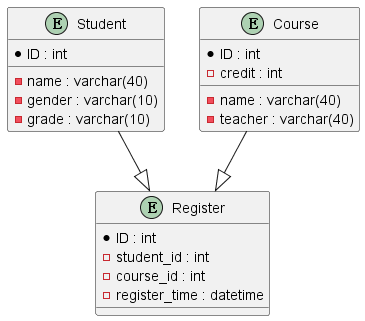 E Student
ID : int
name : varchar(40)
gender : varchar(10)
grade : varchar(10)
E Course
ID : int
credit : int
name : varchar(40)
teacher : varchar(40)
E Register
ID : int
student_id : int
course_id : int
register_time : datetime